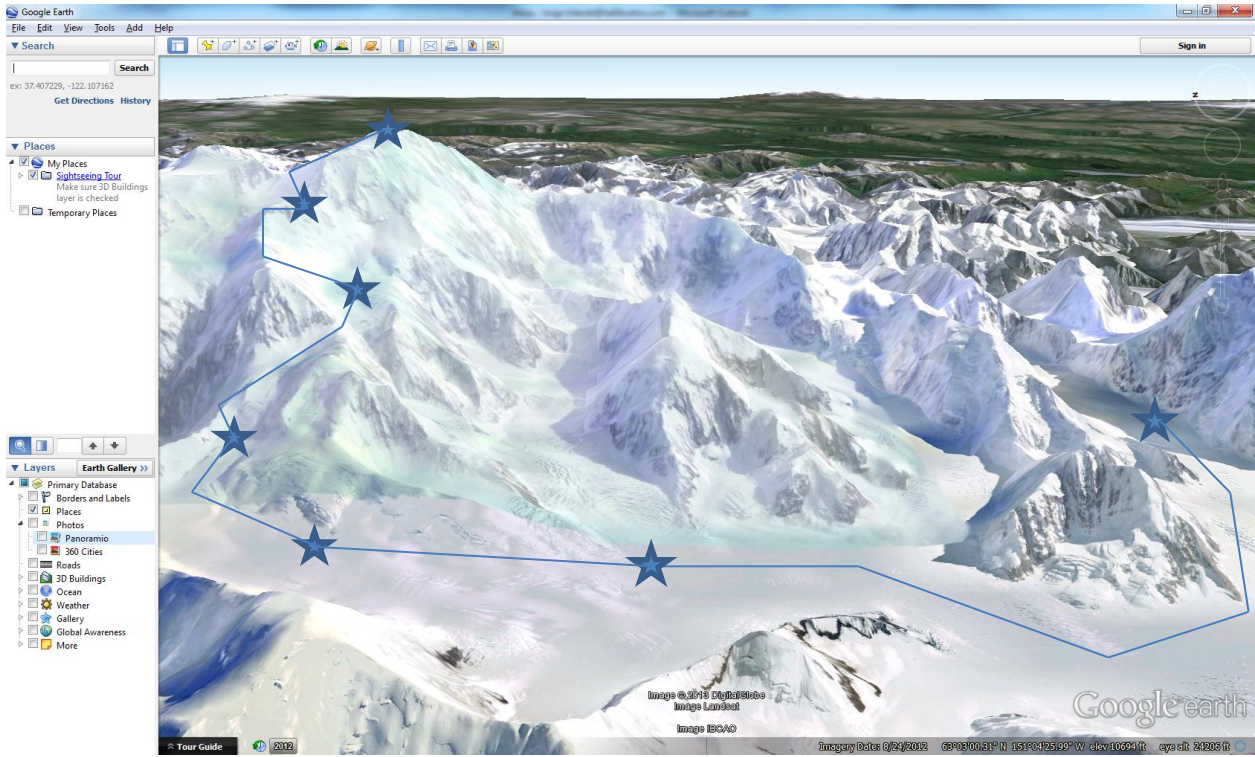 Google Earth
File Edit View Tools Add Help
Search
Sign in
Search
ex: 37.407229, -122.107162
Get Directions History
Places
My Places
Sightseeing Tour
Make sure 3D Buildings
layer is checked
Temporary Places
Layers
Earth Gallery >>
Primary Database
Borders and Labels
Places
Photos
Panoramio
360 Cities
Roads
3D Buildings
Ocean
Weather
Gallery
Global Awareness
More
Image © 2013 DigitalGlobe
Image Landsat
Image IBCAO
Google earth
Tour Guide
2012
Imagery Date: 8/24/2012
151°04'25.99" W elev 10694 ft eye alt 24206 ft